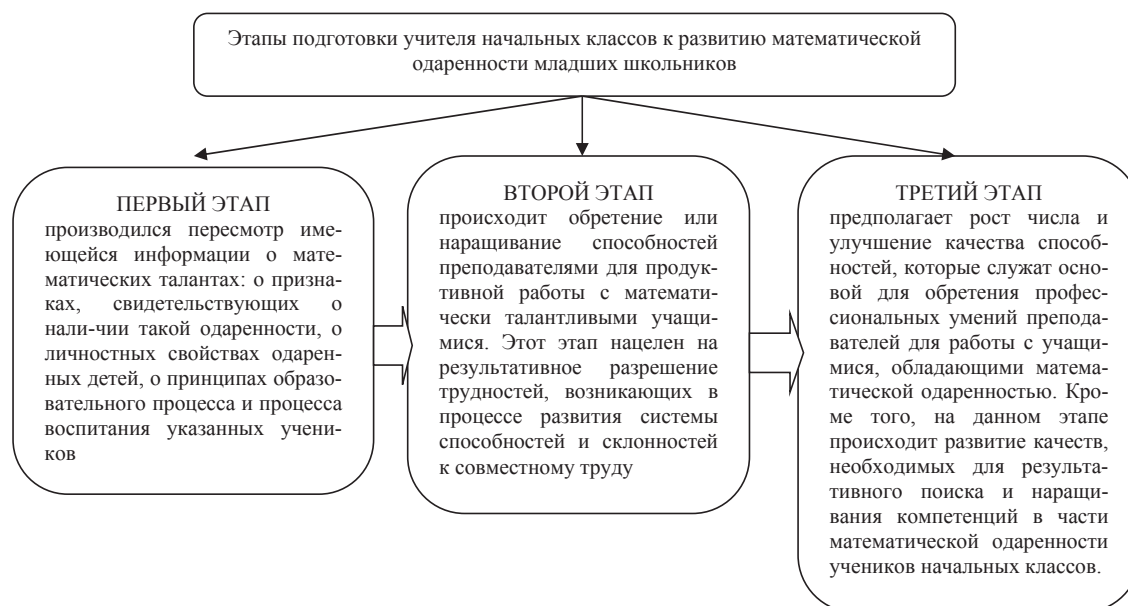 Этапы подготовки учителя начальных классов к развитию математической
одаренности младших школьников
ПЕРВЫЙ ЭТАП
производился пересмотр име-
ющейся информации о мате-
матических талантах: о призна-
ках, свидетельствующих о
нали-чии такой одаренности, о
личностных свойствах одарен-
ных детей, о принципах образо-
вательного процесса и процесса
воспитания указанных учени-
ков
ВТОРОЙ ЭТАП
происходит обретение или
наращивание способностей
преподавателями для продук-
тивной работы с математи-
чески талантливыми учащи-
мися. Этот этап нацелен на
результативное разрешение
трудностей, возникающих в
процессе развития системы
способностей и склонностей
к совместному труду
ТРЕТИЙ ЭТАП
предполагает рост числа и
улучшение качества способ-
ностей, которые служат осно-
вой для обретения профес-
сиональных умений препода-
вателей для работы с учащи-
мися, обладающими матема-
тической одаренностью. Кро-
ме того, на данном этапе
происходит развитие качеств,
необходимых для результа-
тивного поиска и наращи-
вания компетенций в части
математической одаренности
учеников начальных классов.